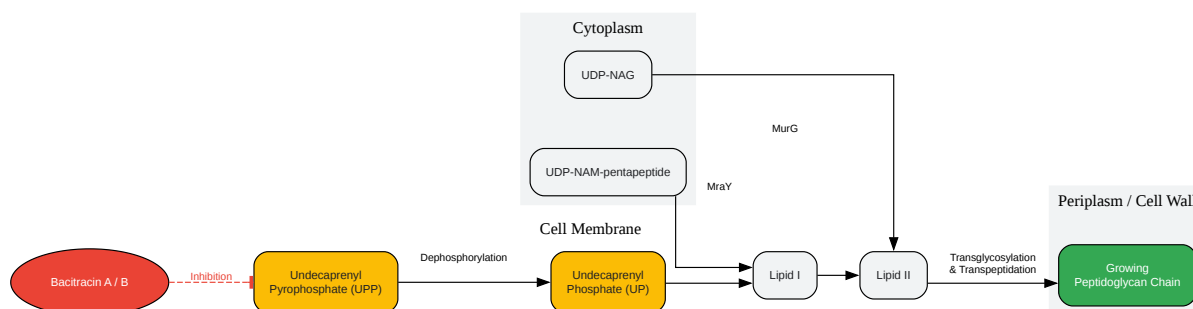 Cytoplasm
UDP-NAG
MurG
UDP-NAM-pentapeptide
MraY
Periplasm / Cell Wall
Cell Membrane
Bacitracin A / B
Inhibition
Undecaprenyl
Pyrophosphate (UPP)
Dephosphorylation
Undecaprenyl
Phosphate (UP)
Lipid I
Lipid II
Transglycosylation
& Transpeptidation
Growing
Peptidoglycan Chain